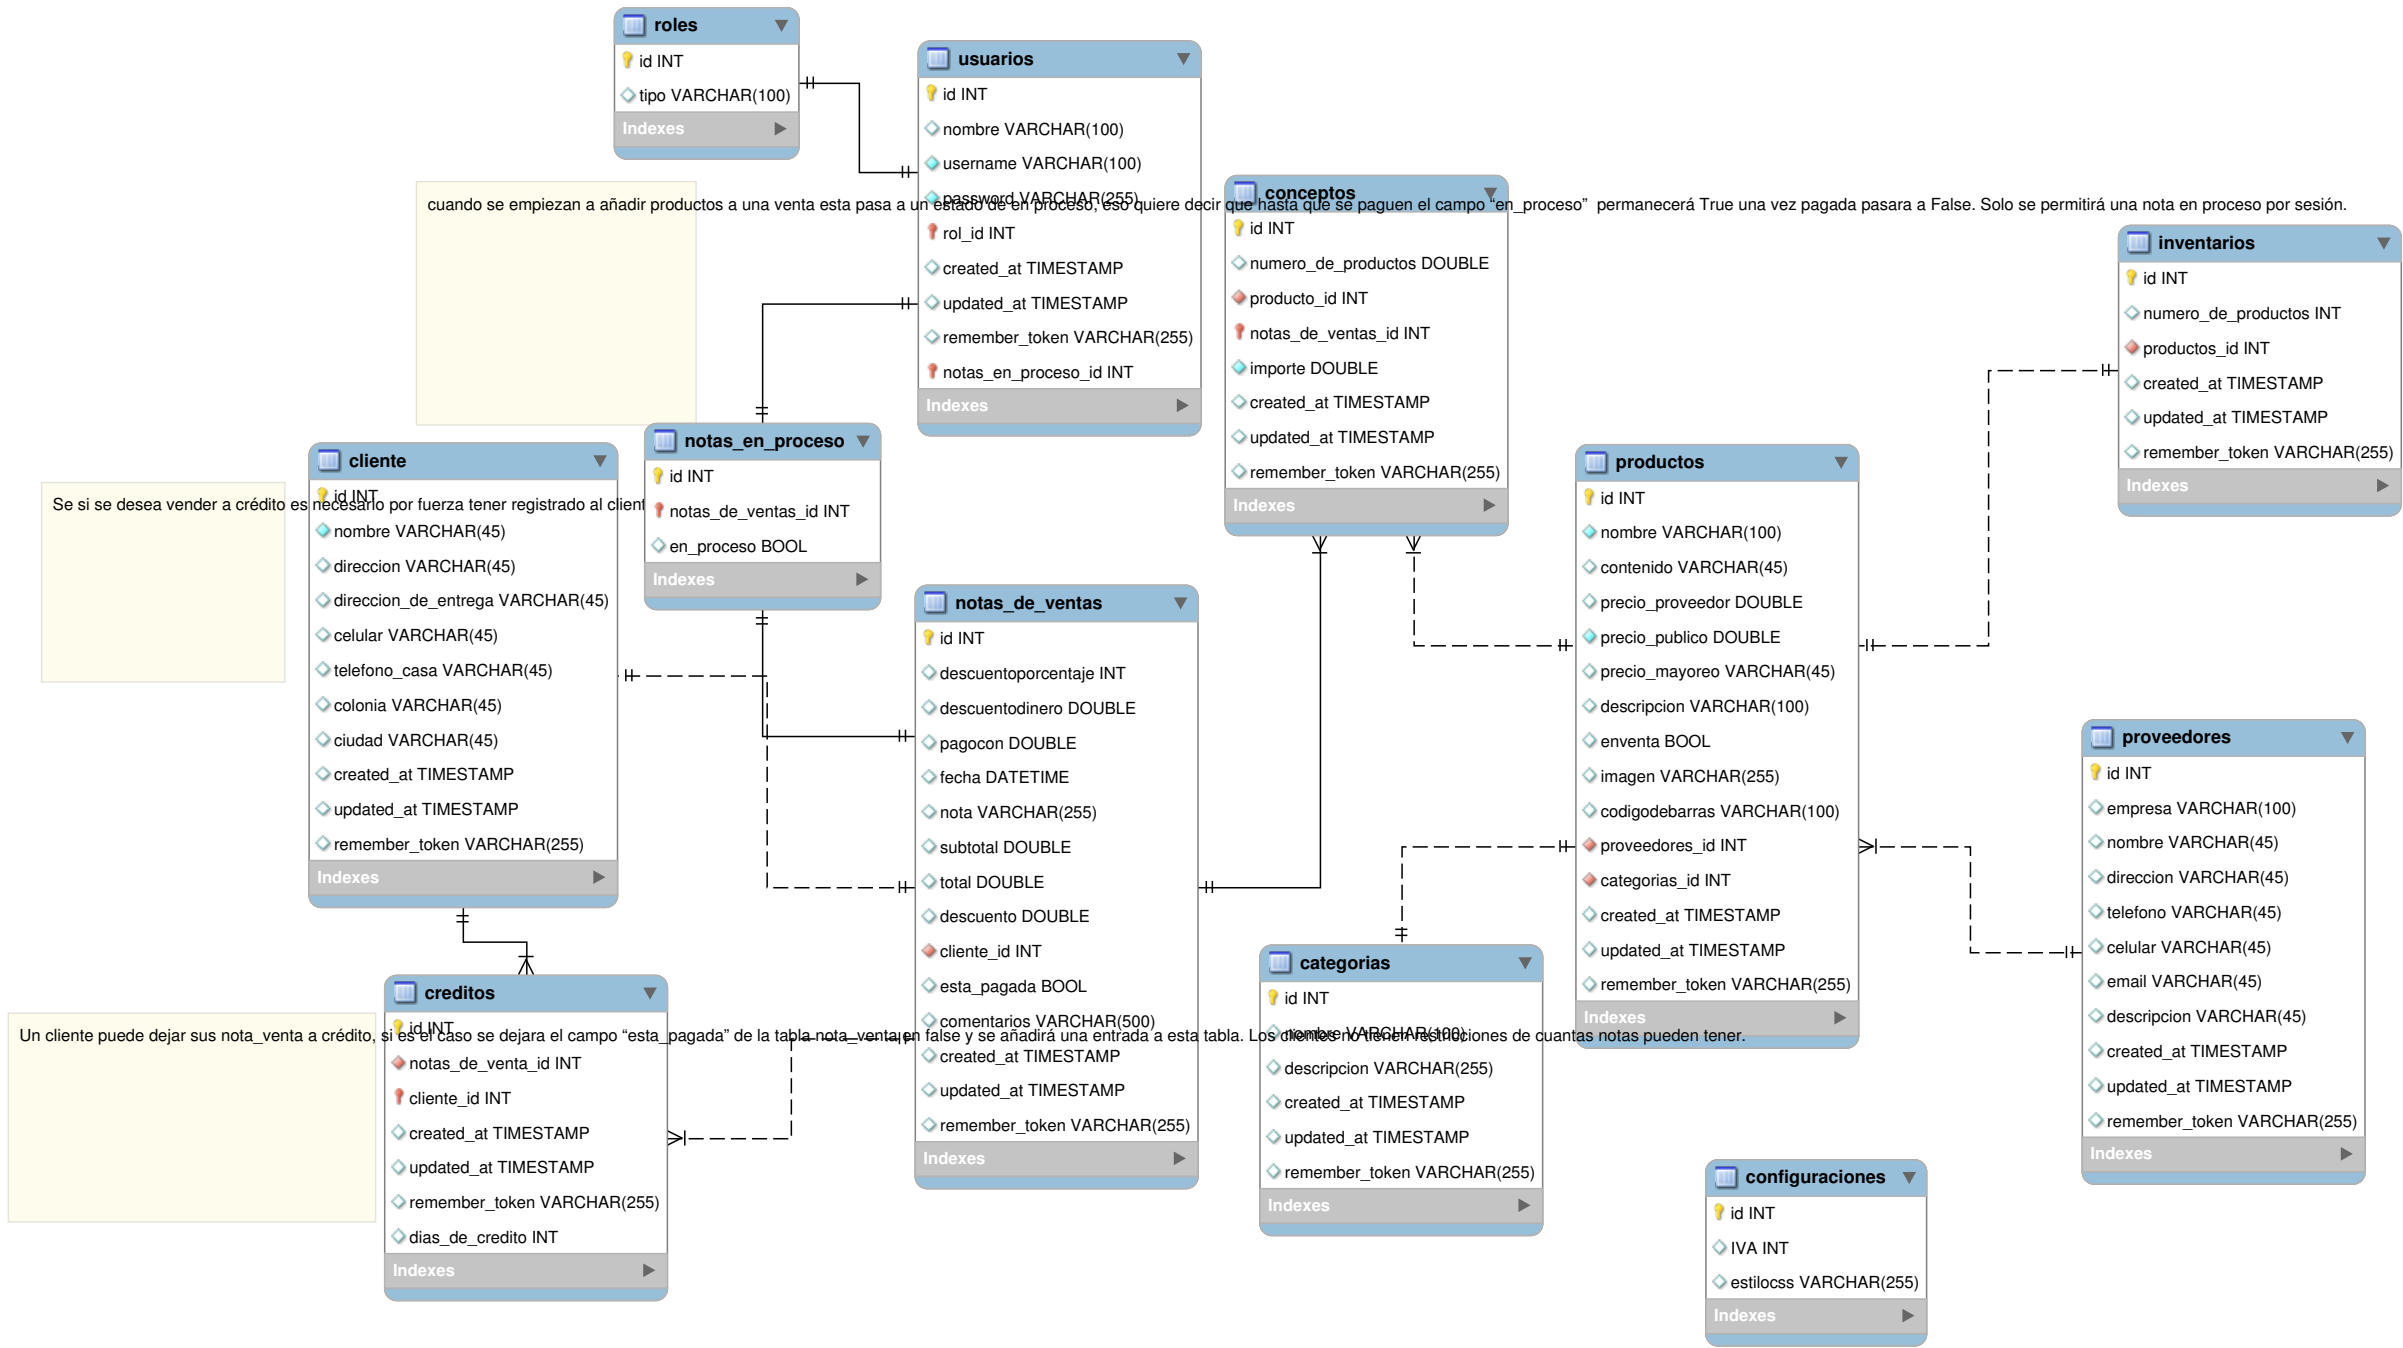 roles
id INT
tipo VARCHAR(100)
Indexes
usuarios
id INT
nombre VARCHAR(100)
username VARCHAR(100)
password VARCHAR(255)
rol_id INT
created_at TIMESTAMP
updated_at TIMESTAMP
remember_token VARCHAR(255)
notas_en_proceso_id INT
Indexes
cuando se empiezan a añadir productos a una venta esta pasa a un estado de en proceso, eso quiere decir que hasta que se paguen el campo “en_proceso”  permanecerá True una vez pagada pasara a False. Solo se permitirá una nota en proceso por sesión.
conceptos
id INT
numero_de_productos DOUBLE
producto_id INT
notas_de_ventas_id INT
importe DOUBLE
created_at TIMESTAMP
updated_at TIMESTAMP
remember_token VARCHAR(255)
Indexes
inventarios
id INT
numero_de_productos INT
productos_id INT
created_at TIMESTAMP
updated_at TIMESTAMP
remember_token VARCHAR(255)
Indexes
notas_en_proceso
id INT
notas_de_ventas_id INT
en_proceso BOOL
Indexes
cliente
id INT
Se si se desea vender a crédito es necesario por fuerza tener registrado al client
nombre VARCHAR(45)
direccion VARCHAR(45)
direccion_de_entrega VARCHAR(45)
celular VARCHAR(45)
telefono_casa VARCHAR(45)
colonia VARCHAR(45)
ciudad VARCHAR(45)
created_at TIMESTAMP
updated_at TIMESTAMP
remember_token VARCHAR(255)
Indexes
productos
id INT
nombre VARCHAR(100)
contenido VARCHAR(45)
precio_proveedor DOUBLE
precio_publico DOUBLE
precio_mayoreo VARCHAR(45)
descripcion VARCHAR(100)
enventa BOOL
imagen VARCHAR(255)
codigodebarras VARCHAR(100)
proveedores_id INT
categorias_id INT
created_at TIMESTAMP
updated_at TIMESTAMP
remember_token VARCHAR(255)
Indexes
notas_de_ventas
id INT
descuentoporcentaje INT
descuentodinero DOUBLE
pagocon DOUBLE
fecha DATETIME
nota VARCHAR(255)
subtotal DOUBLE
total DOUBLE
descuento DOUBLE
cliente_id INT
esta_pagada BOOL
comentarios VARCHAR(500)
created_at TIMESTAMP
updated_at TIMESTAMP
remember_token VARCHAR(255)
Indexes
proveedores
id INT
empresa VARCHAR(100)
nombre VARCHAR(45)
direccion VARCHAR(45)
telefono VARCHAR(45)
celular VARCHAR(45)
email VARCHAR(45)
descripcion VARCHAR(45)
created_at TIMESTAMP
updated_at TIMESTAMP
remember_token VARCHAR(255)
Indexes
creditos
id INT
Un cliente puede dejar sus nota_venta a crédito, si es el caso se dejara el campo “esta_pagada” de la tabla nota_venta en false y se añadirá una entrada a esta tabla. Los clientes no tienen restricciones de cuantas notas pueden tener.
notas_de_venta_id INT
cliente_id INT
created_at TIMESTAMP
updated_at TIMESTAMP
remember_token VARCHAR(255)
dias_de_credito INT
Indexes
categorias
id INT
nombre VARCHAR(100)
descripcion VARCHAR(255)
created_at TIMESTAMP
updated_at TIMESTAMP
remember_token VARCHAR(255)
Indexes
configuraciones
id INT
IVA INT
estilocss VARCHAR(255)
Indexes